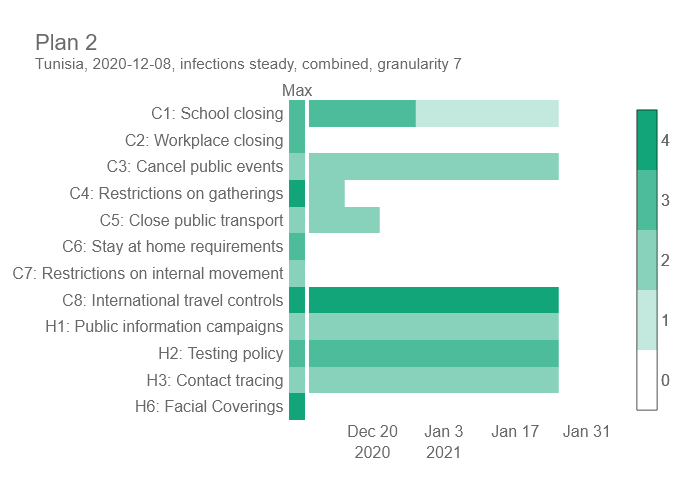 Plan 2
Tunisia, 2020-12-08, infections steady, combined, granularity 7
Max
C1: School closing
C2: Workplace closing
C3: Cancel public events
C4: Restrictions on gatherings
C5: Close public transport
C6: Stay at home requirements
C7: Restrictions on internal movement
C8: International travel controls
H1: Public information campaigns
H2: Testing policy
H3: Contact tracing
H6: Facial Coverings
Dec 20 Jan 3 Jan 17 Jan 31
2020 2021
4
3
2
1
0